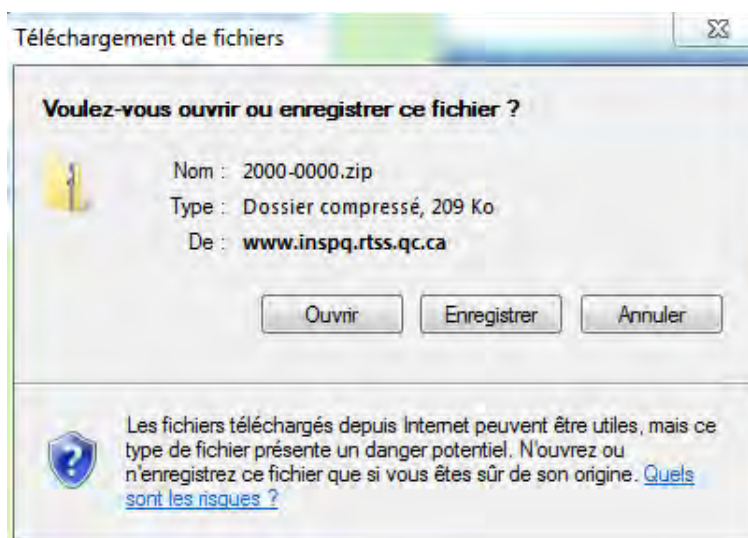 Téléchargement de fichiers
Voulez-vous ouvrir ou enregistrer ce fichier ?
Nom : 2000-0000.zip
Type : Dossier compressé, 209 Ko
De : www.inspq.rtss.qc.ca
Ouvrir Enregistrer Annuler
Les fichiers téléchargés depuis Internet peuvent être utiles, mais ce
type de fichier présente un danger potentiel. N'ouvrez ou
n'enregistrez ce fichier que si vous êtes sûr de son origine. Quels
sont les risques ?